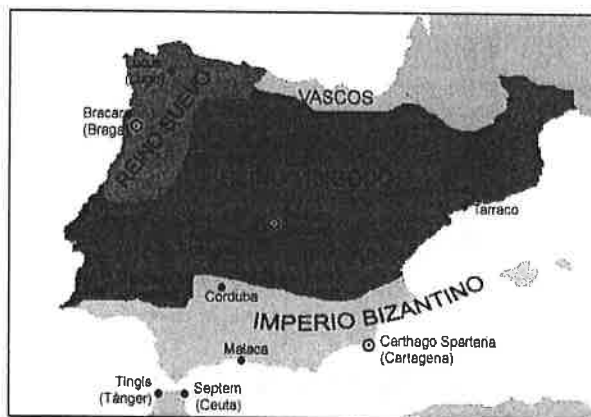 Lucus
(Lugo)
VASCOS
Bracara
(Braga)
REINO SUEVO
Tarraco
Corduba
IMPERIO BIZANTINO
Carthago Spartaria
(Cartagena)
Malaca
Tingis
(Tánger)
Septem
(Ceuta)